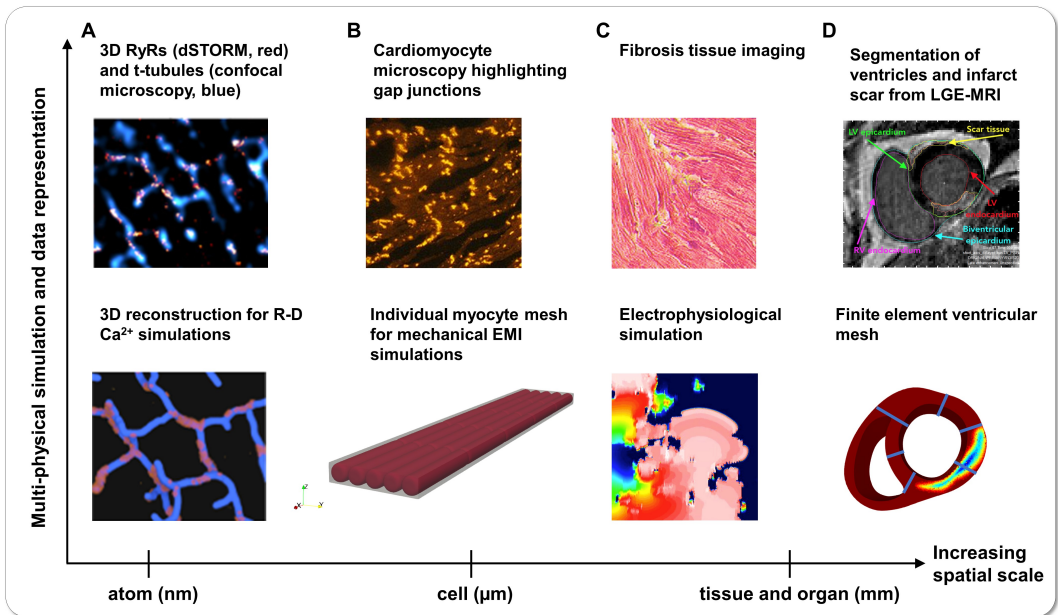 A
3D RyRs (dSTORM, red)
and t-tubules (confocal
microscopy, blue)
B
Cardiomyocyte
microscopy highlighting
gap junctions
C
Fibrosis tissue imaging
D
Segmentation of
ventricles and infarct
scar from LGE-MRI
LV epicardium
Scar tissue
LV
endocardium
Biventricular
epicardium
RV endocardium
3D reconstruction for R-D
Ca²⁺ simulations
Individual myocyte mesh
for mechanical EMI
simulations
Electrophysiological
simulation
Finite element ventricular
mesh
Z
X
Y
Multi-physical simulation and data representation
atom (nm)
cell (µm)
tissue and organ (mm)
Increasing
spatial scale